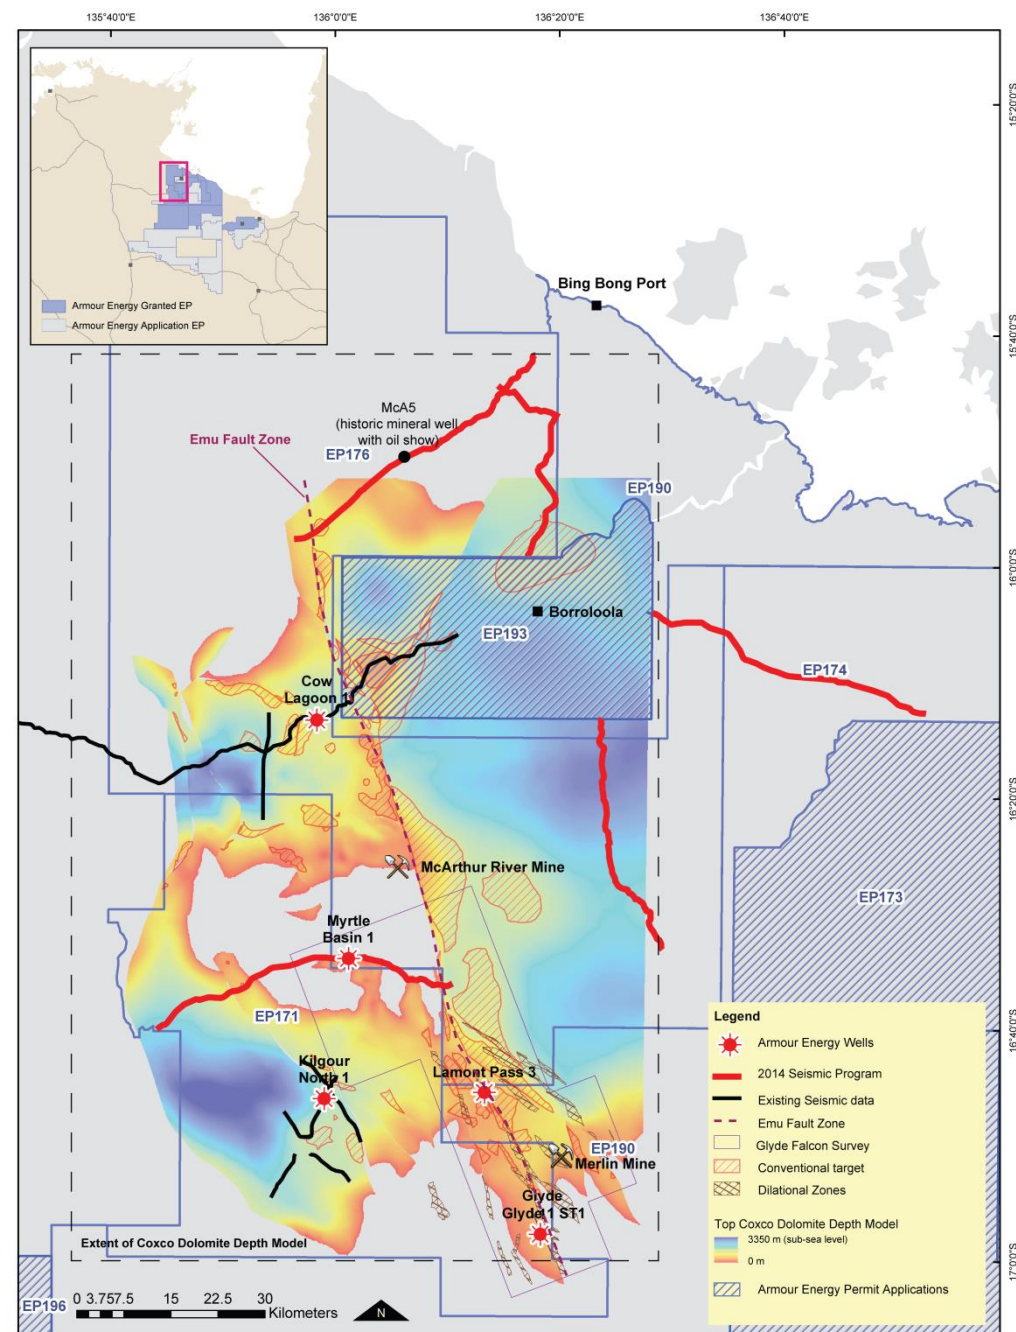 135°40'0"E
136°0'0"E
136°20'0"E
136°40'0"E
15°20'0"S
15°40'0"S
16°0'0"S
16°20'0"S
16°40'0"S
17°0'0"S
Armour Energy Granted EP
Armour Energy Application EP
Bing Bong Port
McA5
(historic mineral well
with oil show)
Emu Fault Zone
EP176
EP190
Borroloola
EP193
EP174
Cow
Lagoon 1
McArthur River Mine
EP173
Myrtle
Basin 1
EP171
Kilgour
North 1
Lamont Pass 3
EP190
Merlin Mine
Glyde
Glyde 1 ST1
Extent of Coxco Dolomite Depth Model
EP196
0 3.75 7.5 15 22.5 30
Kilometers
N
Legend
Armour Energy Wells
2014 Seismic Program
Existing Seismic data
Emu Fault Zone
Glyde Falcon Survey
Conventional target
Dilational Zones
Top Coxco Dolomite Depth Model
3350 m (sub-sea level)
0 m
Armour Energy Permit Applications